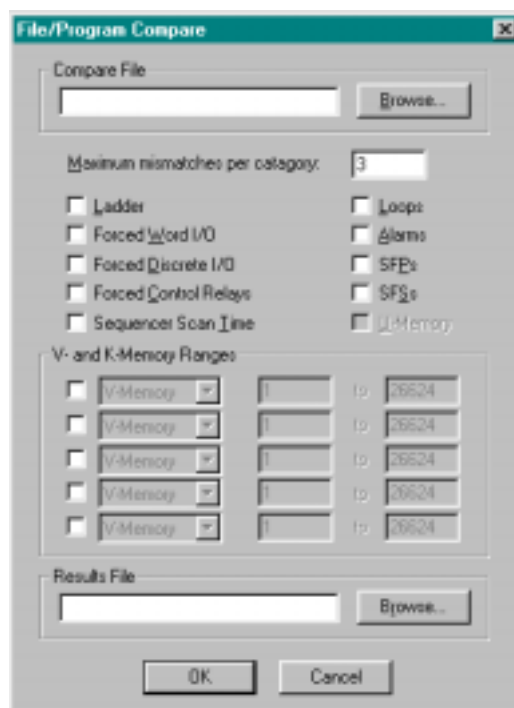 File/Program Compare
Compare File
Browse...
Maximum mismatches per catagory: 3
Ladder
Loops
Forced Word I/O
Alarms
Forced Discrete I/O
SFPs
Forced Control Relays
SFSs
Sequencer Scan Time
U-Memory
V- and K-Memory Ranges
V-Memory 1 to 26624
V-Memory 1 to 26624
V-Memory 1 to 26624
V-Memory 1 to 26624
V-Memory 1 to 26624
Results File
Browse...
OK Cancel